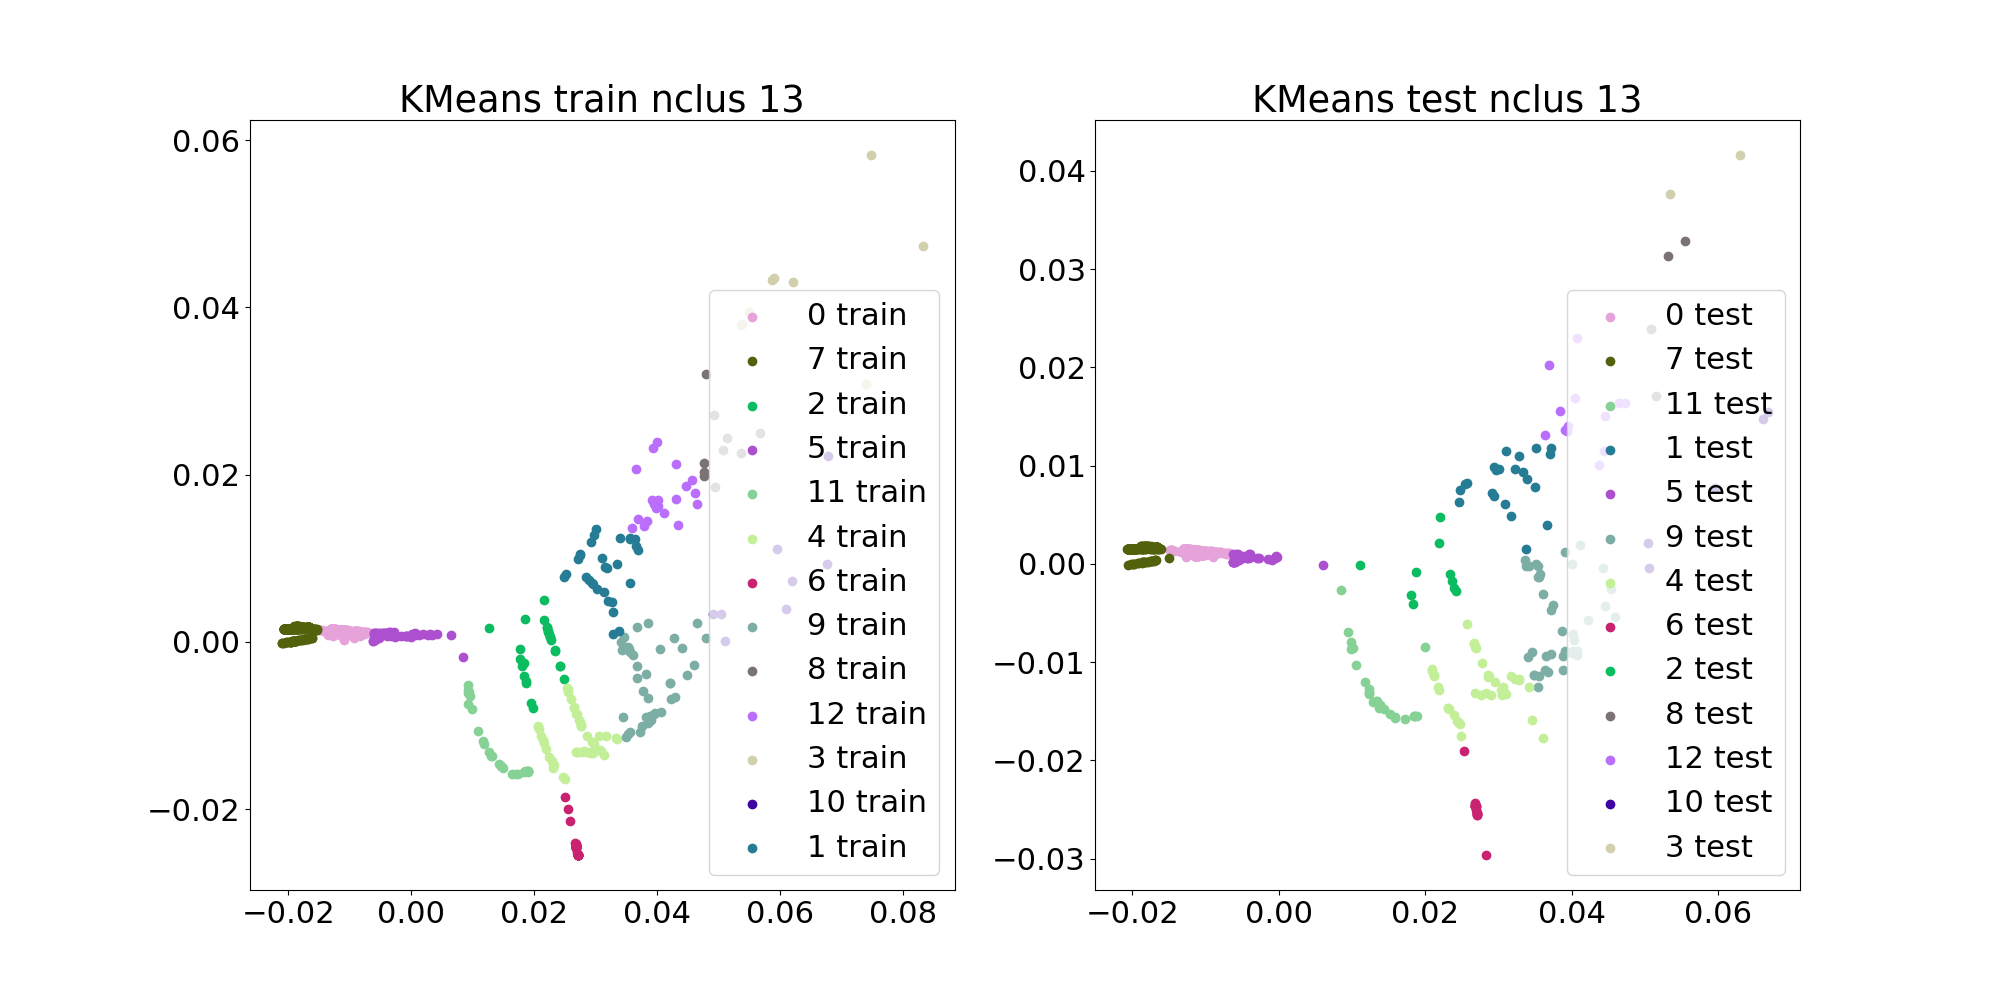 KMeans train nclus 13
0.06
0.04
0.02
0.00
−0.02
−0.02 0.00 0.02 0.04 0.06 0.08
0 train
7 train
2 train
5 train
11 train
4 train
6 train
9 train
8 train
12 train
3 train
10 train
1 train
KMeans test nclus 13
0.04
0.03
0.02
0.01
0.00
−0.01
−0.02
−0.03
−0.02 0.00 0.02 0.04 0.06
0 test
7 test
11 test
1 test
5 test
9 test
4 test
6 test
2 test
8 test
12 test
10 test
3 test